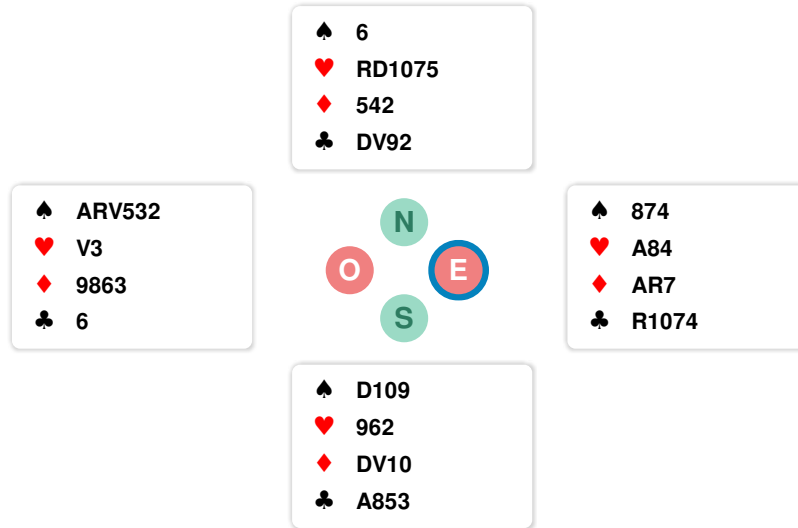 ♠ 6
♥ RD1075
♦ 542
♣ DV92
♠ ARV532
♥ V3
♦ 9863
♣ 6
N
O E
S
♠ 874
♥ A84
♦ AR7
♣ R1074
♠ D109
♥ 962
♦ DV10
♣ A853